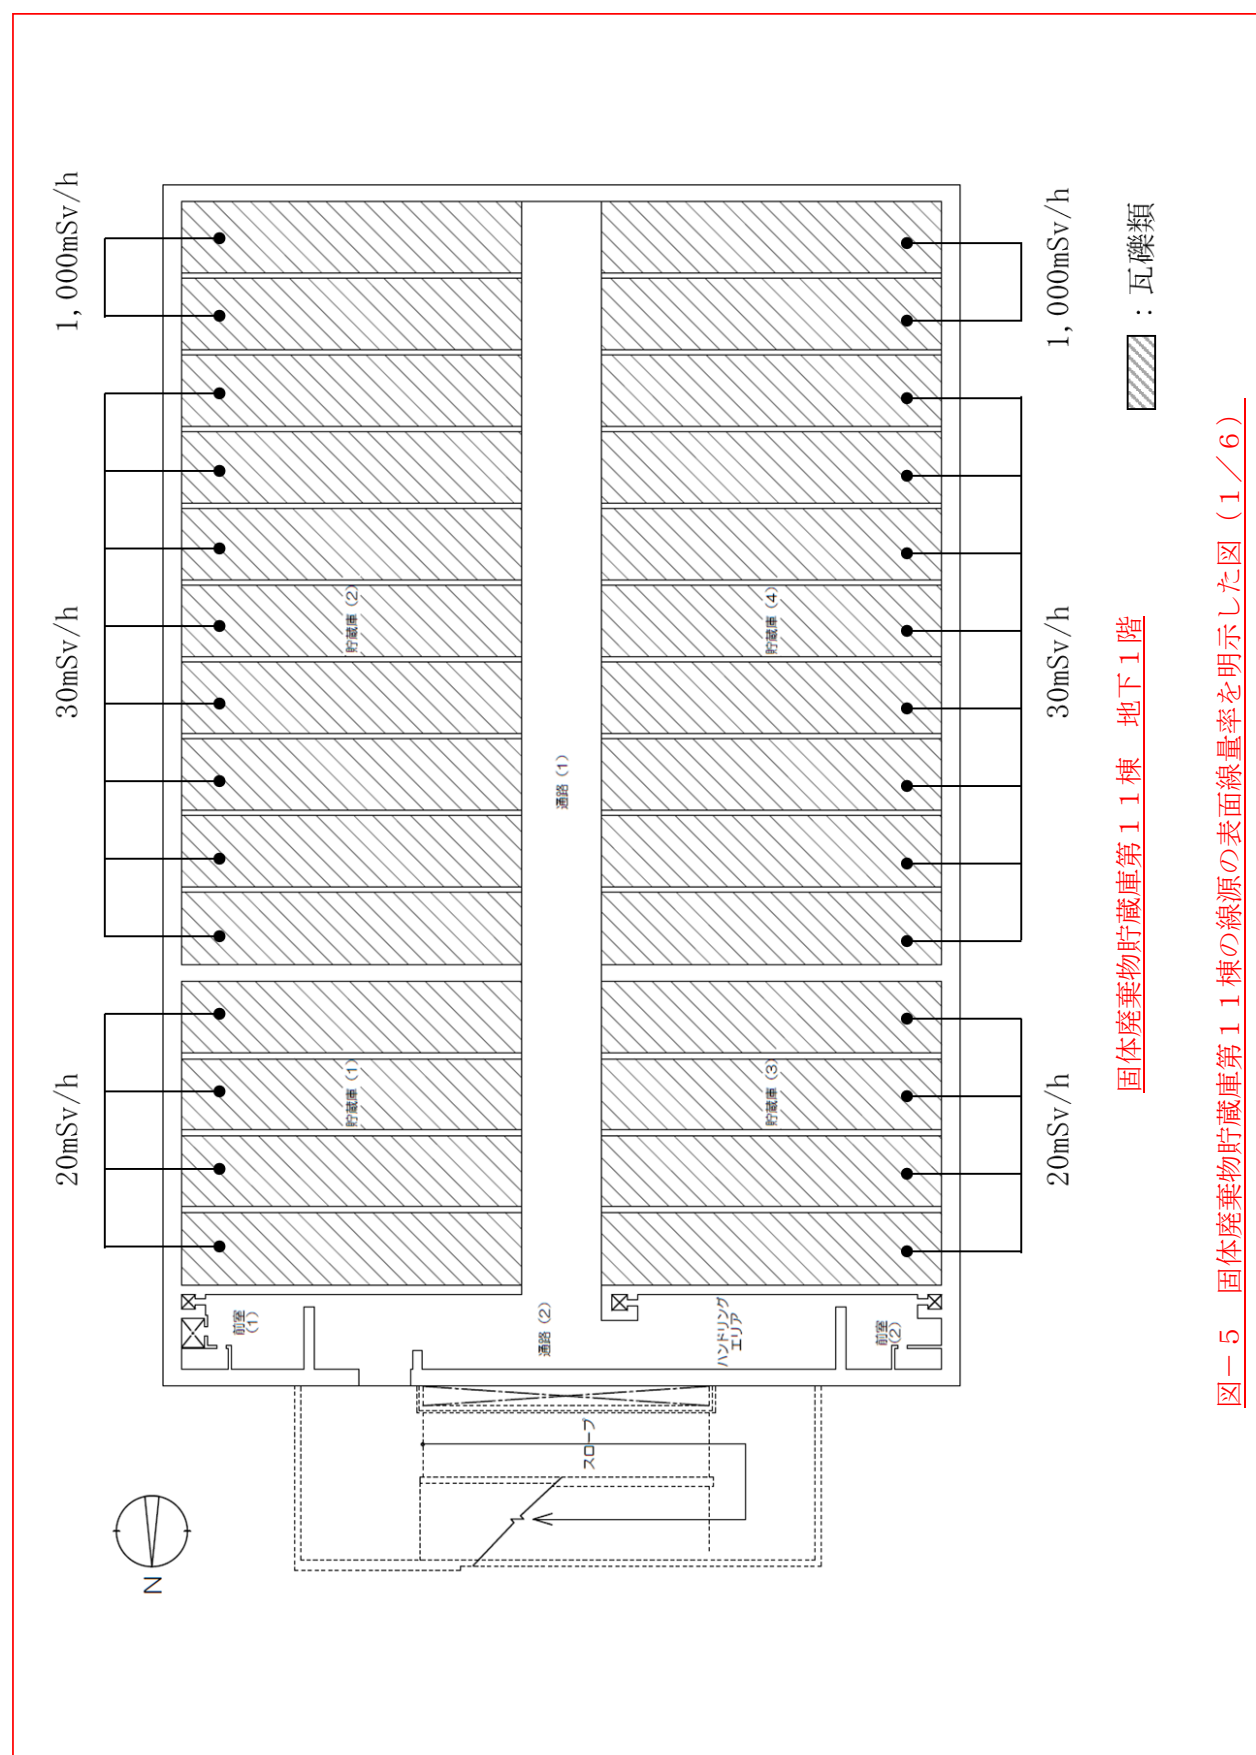 20mSv/h
30mSv/h
1,000mSv/h
N
前室
(1)
貯蔵庫(1)
貯蔵庫(2)
通路(2)
通路(1)
スロープ
ハンドリング
エリア
貯蔵庫(3)
貯蔵庫(4)
前室
(2)
20mSv/h
30mSv/h
1,000mSv/h
：瓦礫類
固体廃棄物貯蔵庫第１１棟　地下１階
図－５　固体廃棄物貯蔵庫第１１棟の線源の表面線量率を明示した図（１／６）